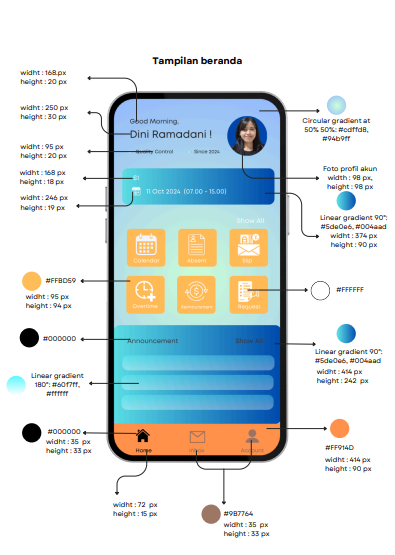 Tampilan beranda
widht : 168.px
height : 20 px
widht : 250 px
height : 30 px
widht : 95 px
height : 20 px
widht : 168 px
height : 18 px
widht : 246 px
height : 19 px
#FFBD59
widht : 95 px
height : 94 px
#000000
Linear gradient
180°: #60f7ff,
#ffffff
#000000
widht : 35 px
height : 33 px
Good Morning,
Dini Ramadani !
Quality Control
Since 2024
S1
11 Oct 2024 (07.00 - 15.00)
Show All
Calendar
Absent
Slip
Overtime
Reimbursement
Request
Announcement
Show All
Home
Inbox
Account
Circular gradient at
50% 50%: #cdffd8,
#94b9ff
Foto profil akun
width : 98 px,
height : 98 px
Linear gradient 90°:
#5de0e6, #004aad
widht : 374 px
height : 90 px
#FFFFFF
Linear gradient 90°:
#5de0e6, #004aad
widht : 414 px
height : 242 px
#FF914D
widht : 414 px
height : 90 px
widht : 72 px
height : 15 px
#9B7764
widht : 35 px
height : 33 px